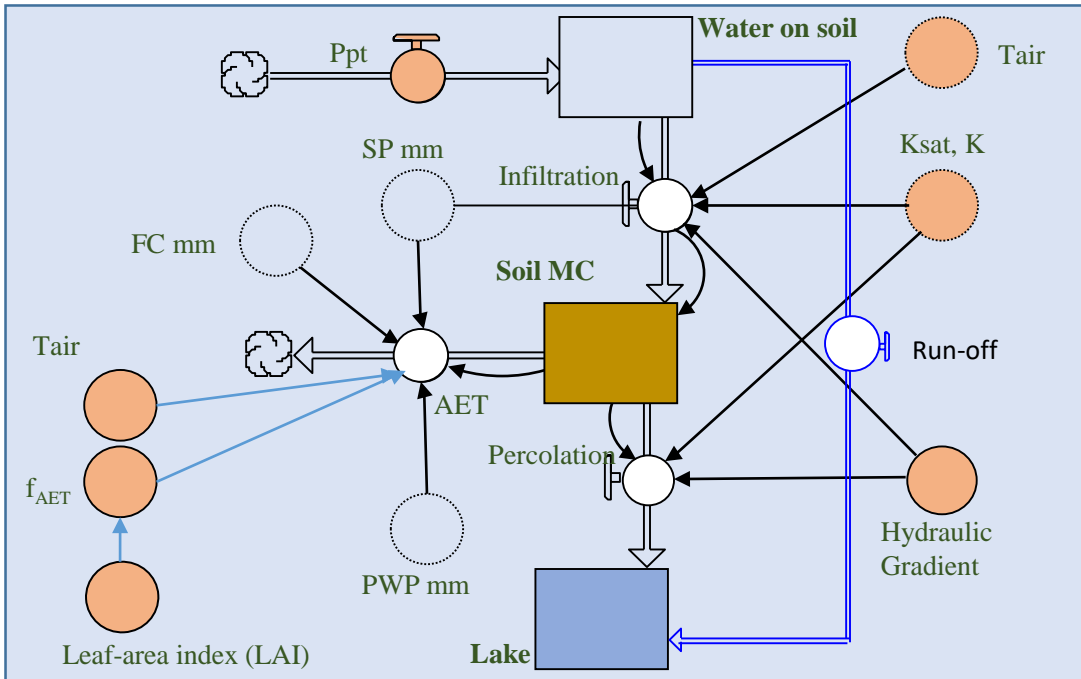 Water on soil
Ppt
Tair
SP mm
Ksat, K
Infiltration
FC mm
Soil MC
Tair
Run-off
AET
Percolation
f_AET
Hydraulic
Gradient
PWP mm
Leaf-area index (LAI)
Lake